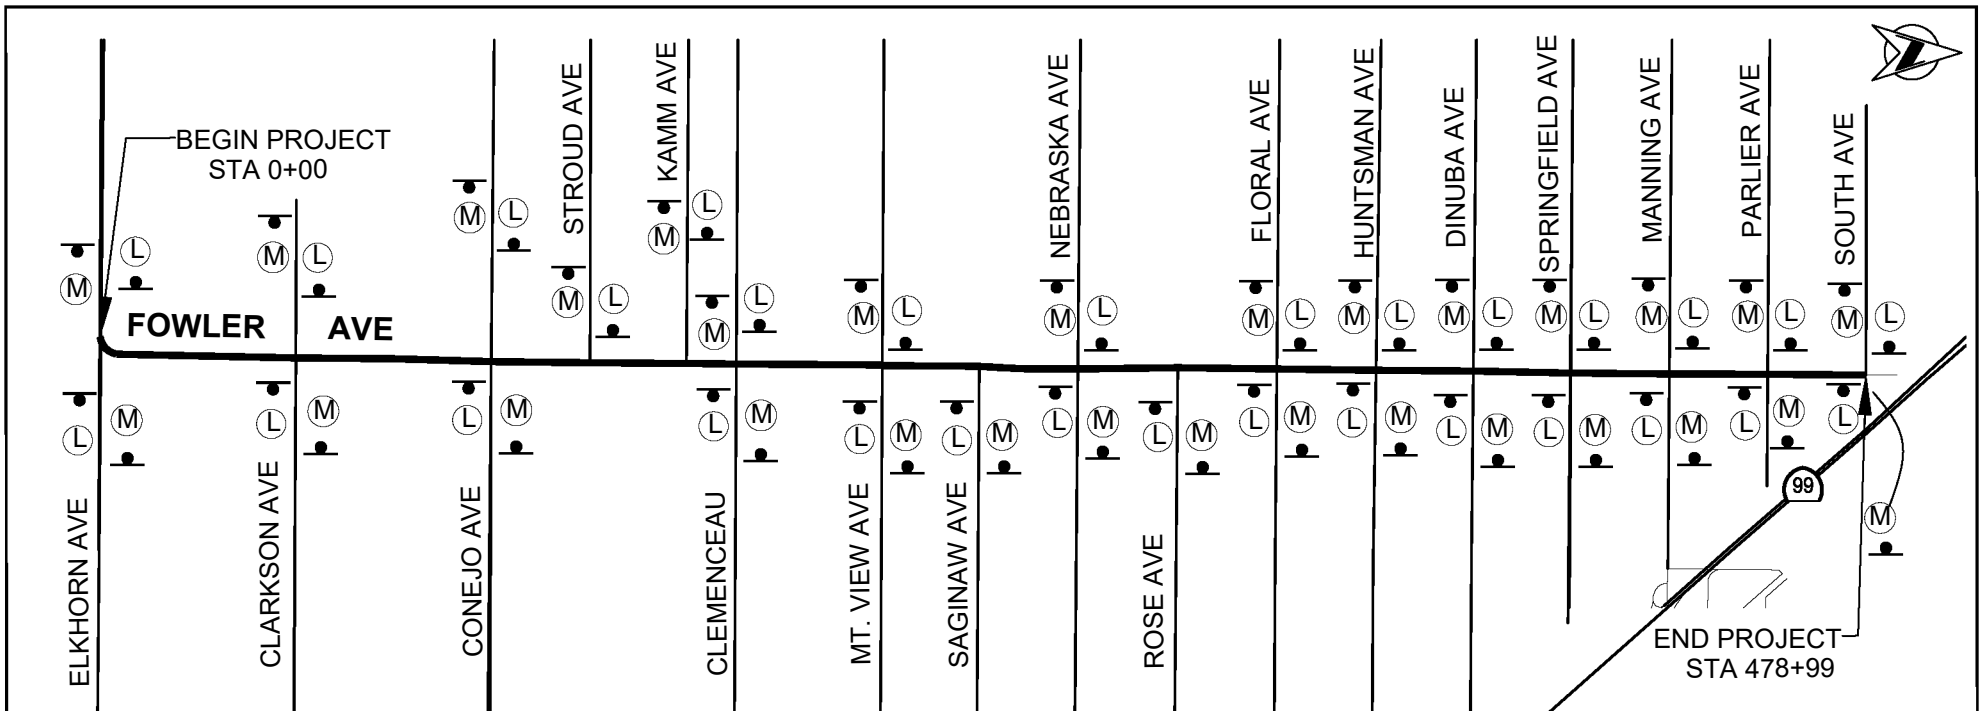 BEGIN PROJECT
STA 0+00
FOWLER AVE
ELKHORN AVE
CLARKSON AVE
CONEJO AVE
STROUD AVE
KAMM AVE
CLEMENCEAU
MT. VIEW AVE
SAGINAW AVE
NEBRASKA AVE
ROSE AVE
FLORAL AVE
HUNTSMAN AVE
DINUBA AVE
SPRINGFIELD AVE
MANNING AVE
PARLIER AVE
SOUTH AVE
M L M L M L M L M L M L M L M L M L M L M L M L M L M L M L
L M L M L M L M L M L M L M L M L M L M L M L M L M L M L M
99
END PROJECT
STA 478+99